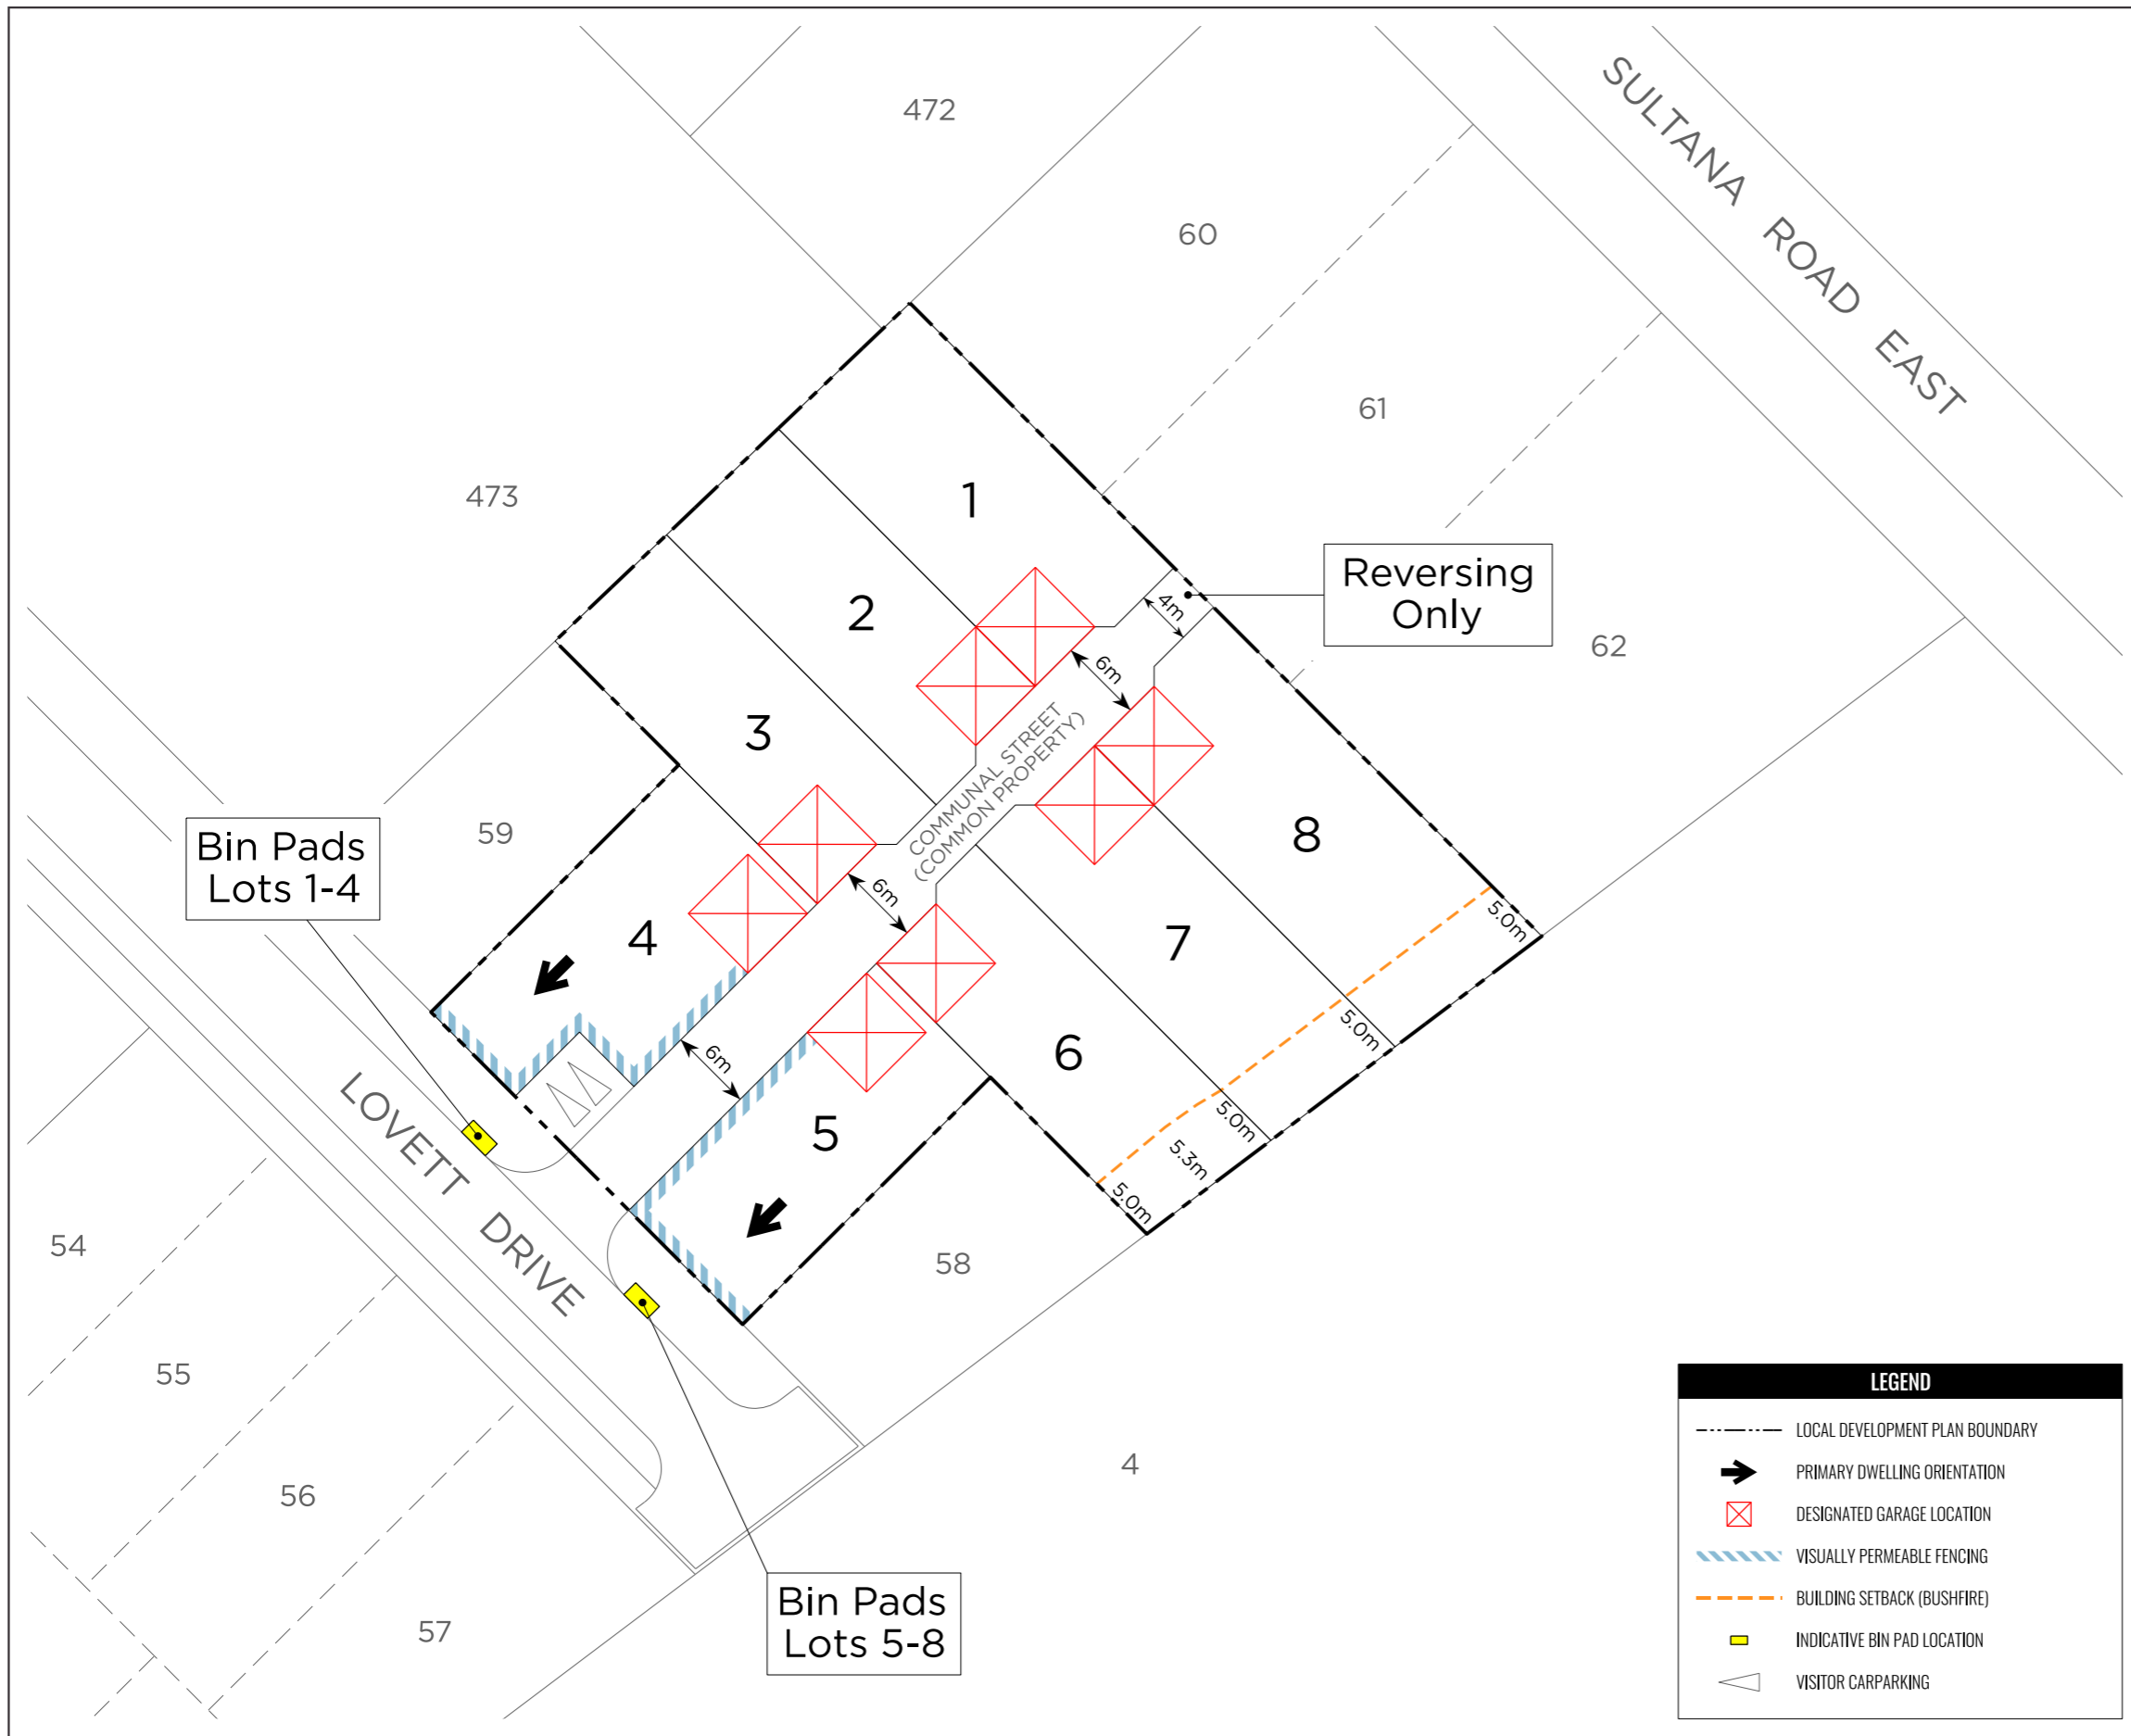 SULTANA ROAD EAST
472
60
61
473
1
Reversing
Only
4m
2
62
6m
3
COMMUNAL STREET
(COMMON PROPERTY)
59
8
Bin Pads
Lots 1-4
6m
5.0m
4
7
5.0m
6m
6
5.0m
5
5.3m
5.0m
LOVETT DRIVE
54
58
55
4
56
57
Bin Pads
Lots 5-8
LEGEND
LOCAL DEVELOPMENT PLAN BOUNDARY
PRIMARY DWELLING ORIENTATION
DESIGNATED GARAGE LOCATION
VISUALLY PERMEABLE FENCING
BUILDING SETBACK (BUSHFIRE)
INDICATIVE BIN PAD LOCATION
VISITOR CARPARKING